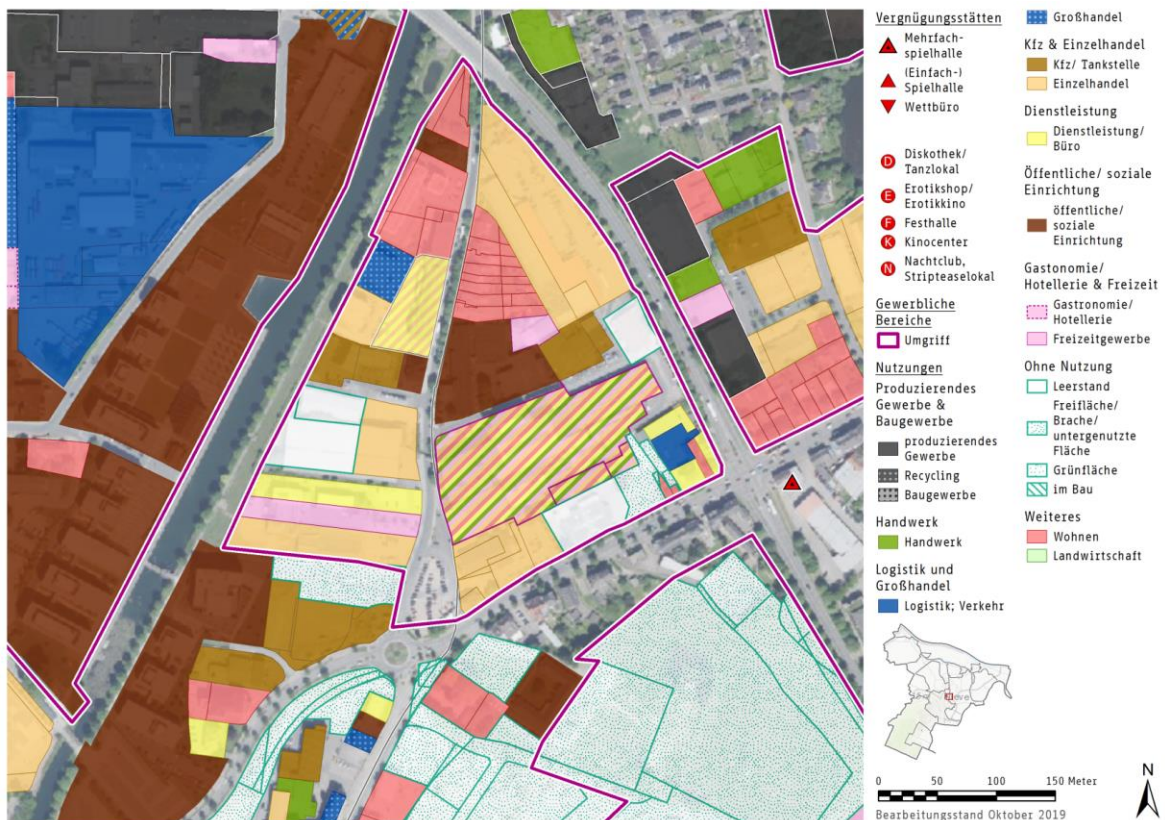 Vergnügungsstätten
Mehrfach-
spielhalle
(Einfach-)
Spielhalle
Wettbüro
Diskothek/
Tanzlokal
Erotikshop/
Erotikkino
Festhalle
Kinocenter
Nachtclub,
Stripteaselokal
D
E
F
K
N
Gewerbliche
Bereiche
Umgriff
Nutzungen
Produzierendes
Gewerbe &
Baugewerbe
produzierendes
Gewerbe
Recycling
Baugewerbe
Handwerk
Handwerk
Logistik und
Großhandel
Logistik; Verkehr
Großhandel
Kfz & Einzelhandel
Kfz/ Tankstelle
Einzelhandel
Dienstleistung
Dienstleistung/
Büro
Öffentliche/ soziale
Einrichtung
öffentliche/
soziale
Einrichtung
Gastonomie/
Hotellerie & Freizeit
Gastronomie/
Hotellerie
Freizeitgewerbe
Ohne Nutzung
Leerstand
Freifläche/
Brache/
untergenutzte
Fläche
Grünfläche
im Bau
Weiteres
Wohnen
Landwirtschaft
0 50 100 150 Meter
N
Bearbeitungsstand Oktober 2019